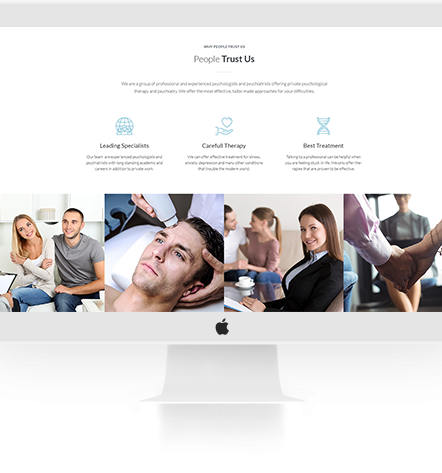 WHY PEOPLE TRUST US
People Trust Us
We are a group of professional and experienced psychologists and psychiatrists offering private psychological
therapy and psychiatry. We offer the most effective, tailor-made approaches for your difficulties.
Leading Specialists
Carefull Therapy
Best Treatment
Our team are experienced psychologists and
psychiatrists with long standing academic and
careers in addition to private work.
We can offer effective treatment for stress,
anxiety, depression and many other conditions
that trouble the modern world.
Talking to a professional can be helpful when
you are feeling stuck in life. We only offer the-
rapies that are proven to be effective.